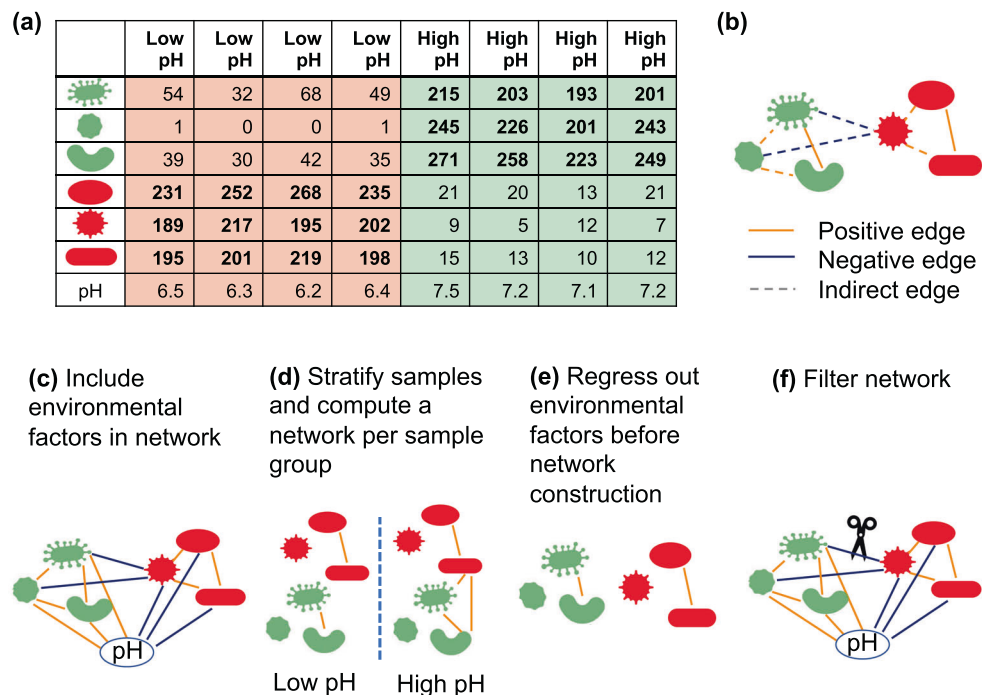 (a)
Low pH Low pH Low pH Low pH High pH High pH High pH High pH
54 32 68 49 215 203 193 201
1 0 0 1 245 226 201 243
39 30 42 35 271 258 223 249
231 252 268 235 21 20 13 21
189 217 195 202 9 5 12 7
195 201 219 198 15 13 10 12
pH 6.5 6.3 6.2 6.4 7.5 7.2 7.1 7.2
(b)
Positive edge
Negative edge
Indirect edge
(c) Include
environmental
factors in network
pH
(d) Stratify samples
and compute a
network per sample
group
Low pH
High pH
(e) Regress out
environmental
factors before
network
construction
(f) Filter network
pH